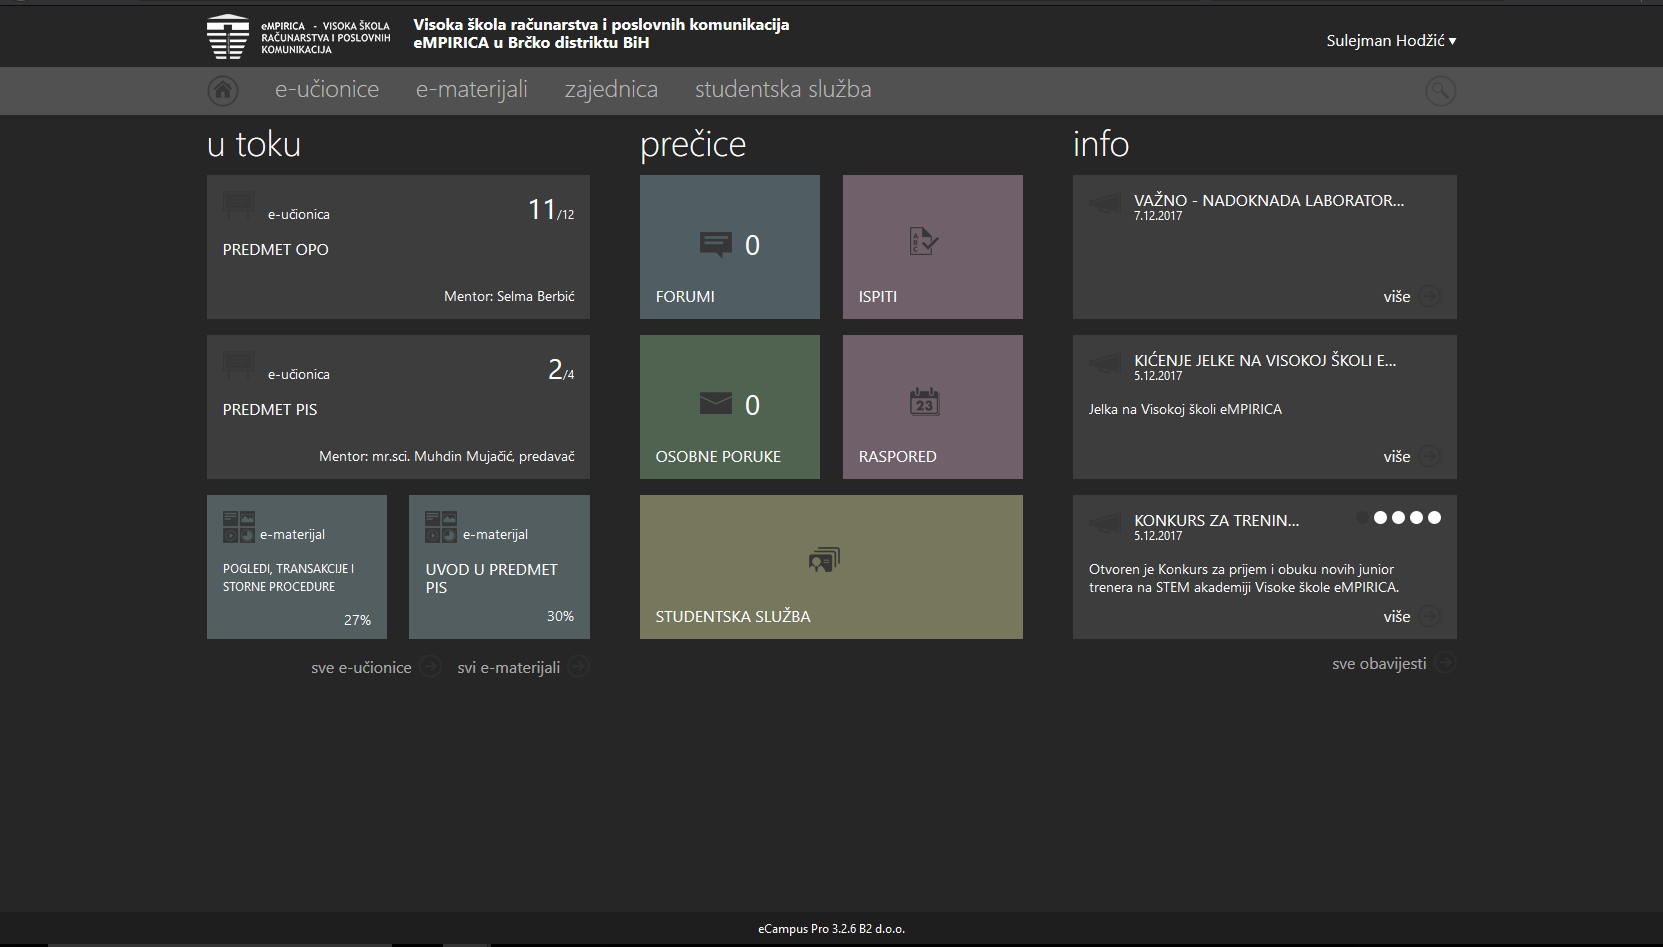 eMPIRICA - VISOKA ŠKOLA
RAČUNARSTVA I POSLOVNIH
KOMUNIKACIJA
Visoka škola računarstva i poslovnih komunikacija
eMPIRICA u Brčko distriktu BiH
Sulejman Hodžić ▾
e-učionice
e-materijali
zajednica
studentska služba
u toku
e-učionica
11/12
PREDMET OPO
Mentor: Selma Berbić
e-učionica
2/4
PREDMET PIS
Mentor: mr.sci. Muhdin Mujačić, predavač
e-materijal
POGLEDI, TRANSAKCIJE I
STORNE PROCEDURE
27%
e-materijal
UVOD U PREDMET
PIS
30%
sve e-učionice
svi e-materijali
prečice
0
FORUMI
A
B
C
ISPITI
0
OSOBNE PORUKE
23
RASPORED
STUDENTSKA SLUŽBA
info
VAŽNO - NADOKNADA LABORATOR...
7.12.2017
više
KIĆENJE JELKE NA VISOKOJ ŠKOLI E...
5.12.2017
Jelka na Visokoj školi eMPIRICA
više
KONKURS ZA TRENIN...
5.12.2017
Otvoren je Konkurs za prijem i obuku novih junior
trenera na STEM akademiji Visoke škole eMPIRICA.
više
sve obavijesti
eCampus Pro 3.2.6 B2 d.o.o.